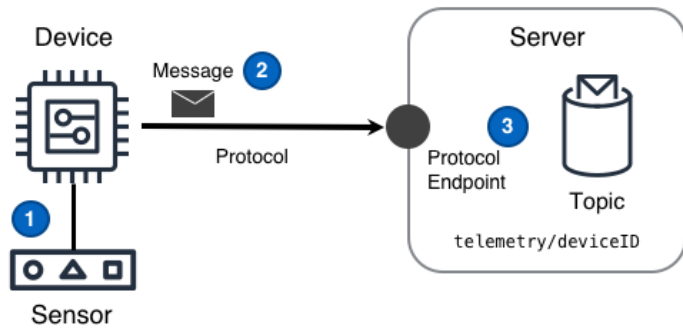 Device
Server
Message
2
3
Protocol
Protocol
Endpoint
Topic
1
telemetry/deviceID
Sensor